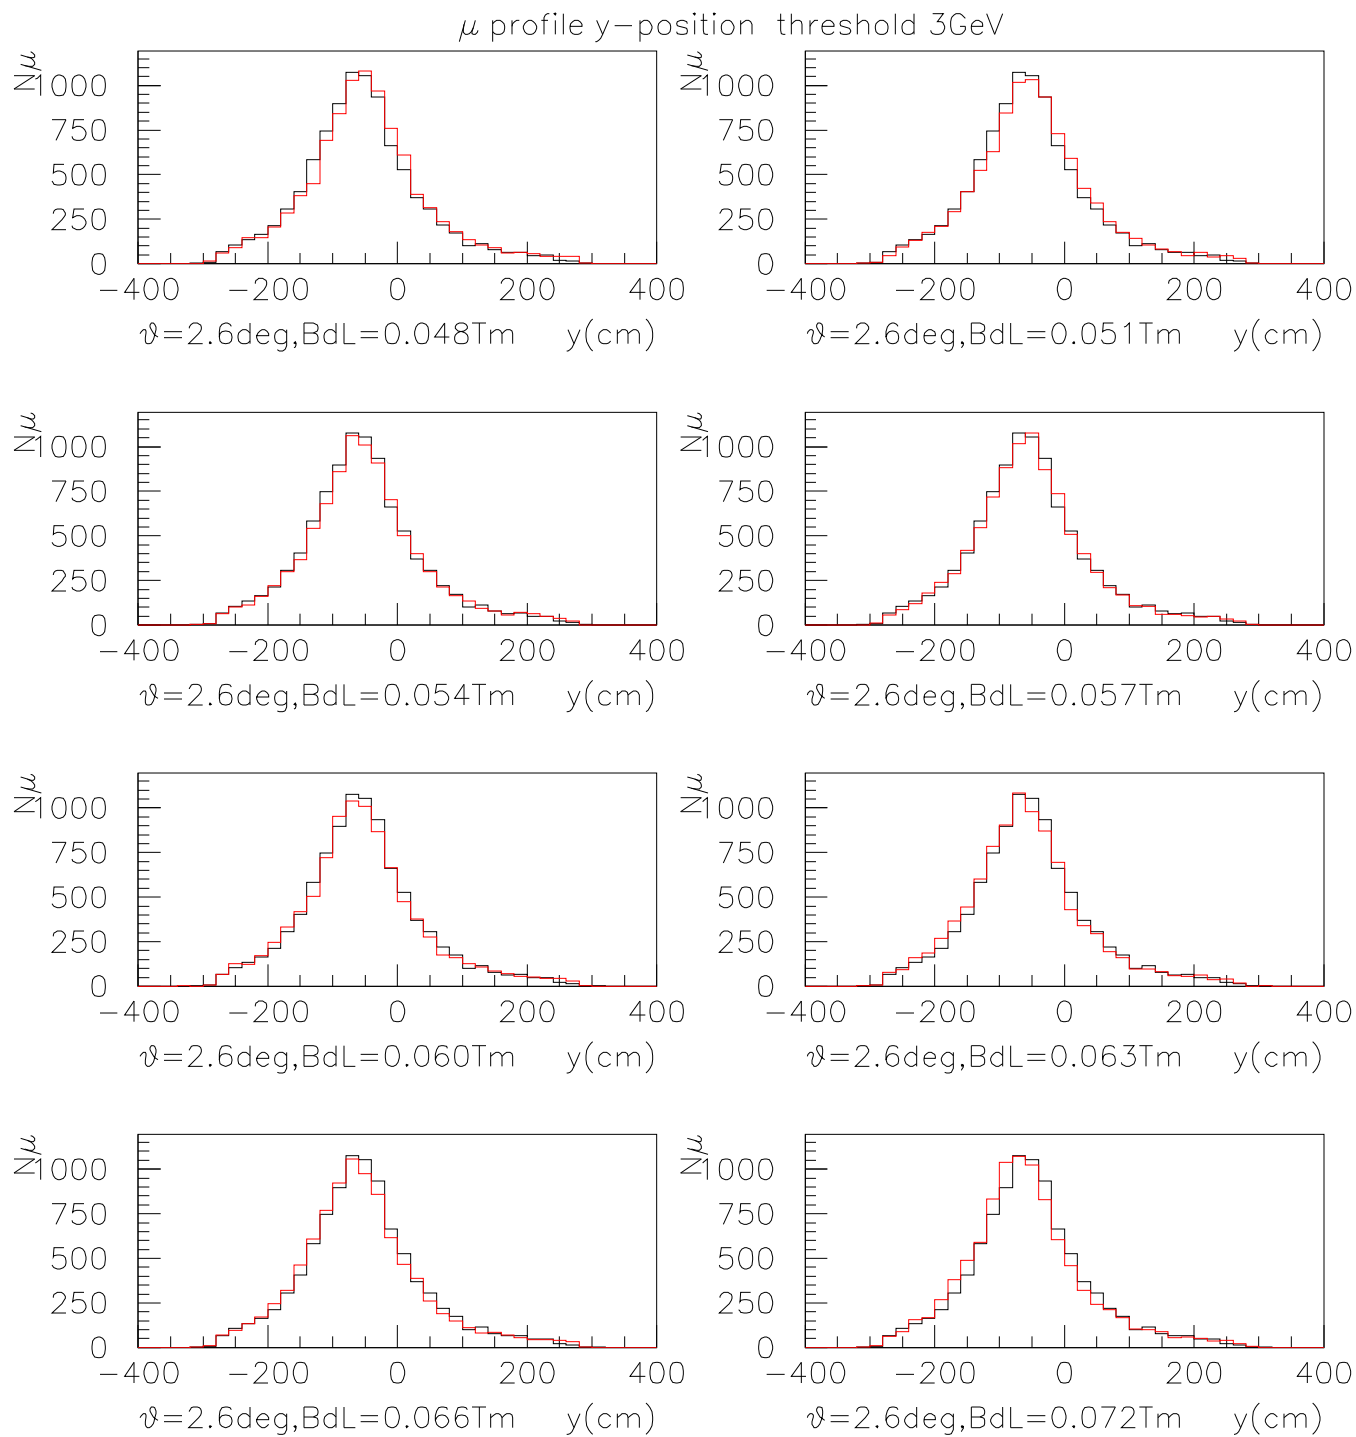 μ profile y-position threshold 3GeV
Nμ
1000
750
500
250
0
-400 -200 0 200 400
ϑ=2.6deg,BdL=0.048Tm y(cm)
Nμ
1000
750
500
250
0
-400 -200 0 200 400
ϑ=2.6deg,BdL=0.051Tm y(cm)
Nμ
1000
750
500
250
0
-400 -200 0 200 400
ϑ=2.6deg,BdL=0.054Tm y(cm)
Nμ
1000
750
500
250
0
-400 -200 0 200 400
ϑ=2.6deg,BdL=0.057Tm y(cm)
Nμ
1000
750
500
250
0
-400 -200 0 200 400
ϑ=2.6deg,BdL=0.060Tm y(cm)
Nμ
1000
750
500
250
0
-400 -200 0 200 400
ϑ=2.6deg,BdL=0.063Tm y(cm)
Nμ
1000
750
500
250
0
-400 -200 0 200 400
ϑ=2.6deg,BdL=0.066Tm y(cm)
Nμ
1000
750
500
250
0
-400 -200 0 200 400
ϑ=2.6deg,BdL=0.072Tm y(cm)